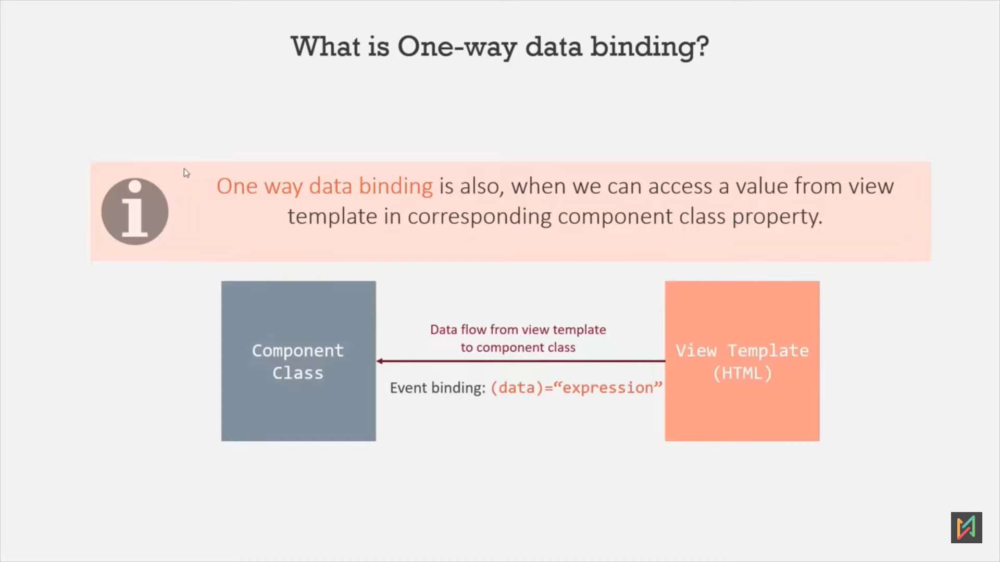 What is One-way data binding?
One way data binding is also, when we can access a value from view
template in corresponding component class property.
Component
Class
Data flow from view template
to component class
Event binding: (data)=“expression”
View Template
(HTML)